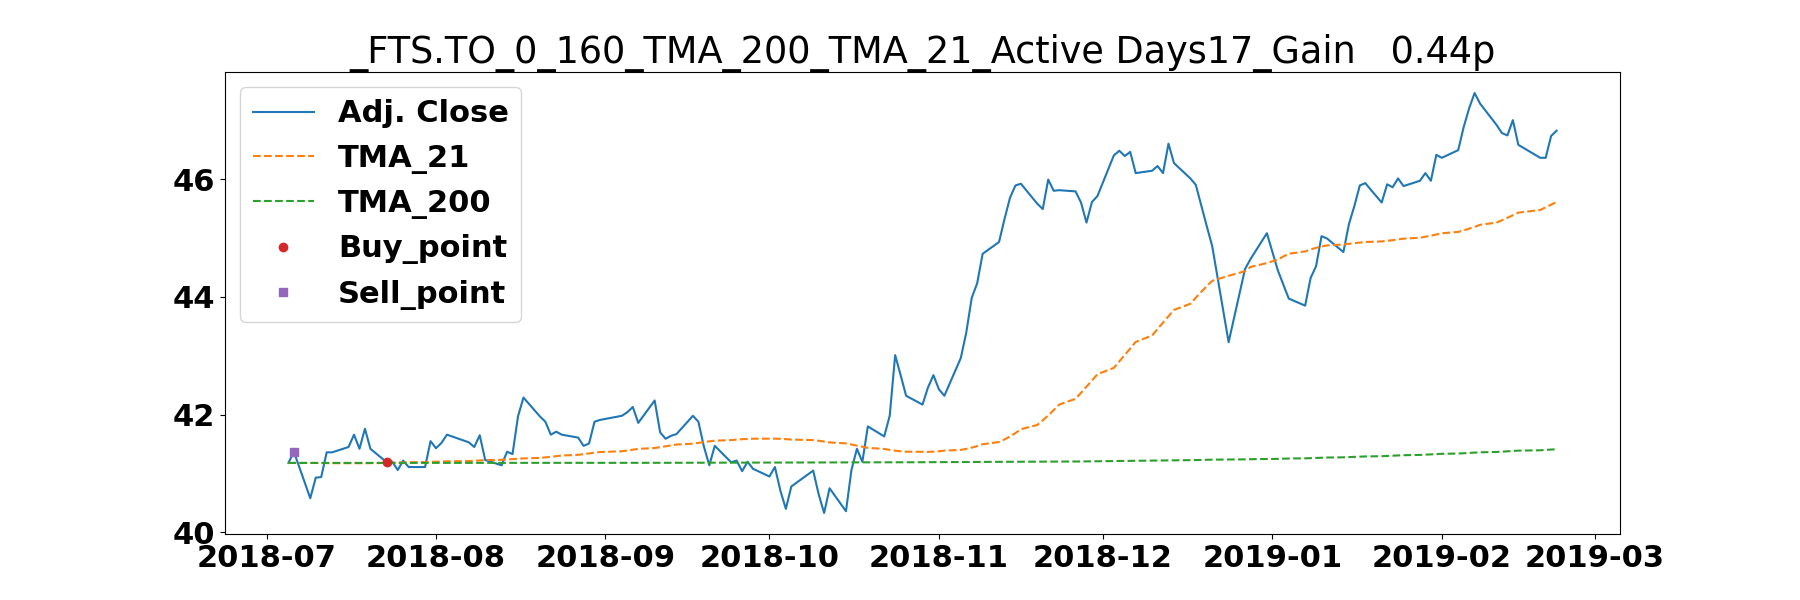 _FTS.TO_0_160_TMA_200_TMA_21_Active Days17_Gain   0.44p
Adj. Close
TMA_21
TMA_200
Buy_point
Sell_point
46
44
42
40
2018-07 2018-08 2018-09 2018-10 2018-11 2018-12 2019-01 2019-02 2019-03